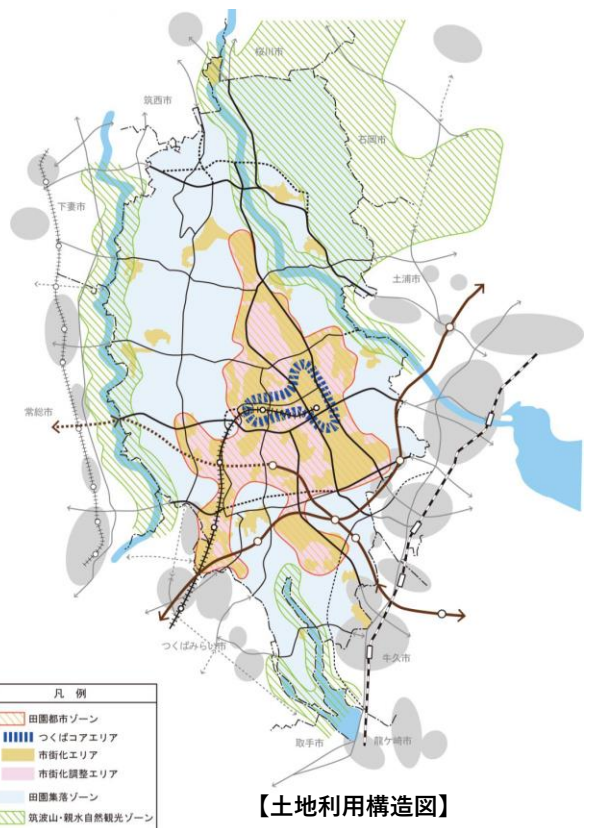 桜川市
筑西市
石岡市
下妻市
土浦市
常総市
つくばみらい市
牛久市
取手市
龍ケ崎市
凡 例
田園都市ゾーン
つくばコアエリア
市街化エリア
市街化調整エリア
田園集落ゾーン
筑波山・親水自然観光ゾーン
【土地利用構造図】